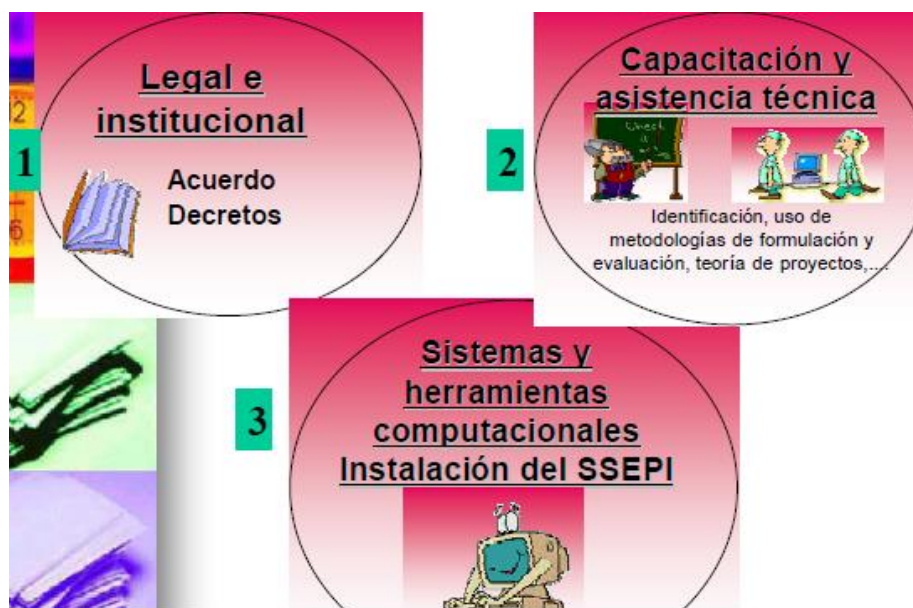 1
Legal e
institucional
Acuerdo
Decretos
2
Capacitación y
asistencia técnica
Identificación, uso de
metodologías de formulación y
evaluación, teoría de proyectos,....
3
Sistemas y
herramientas
computacionales
Instalación del SSEPI